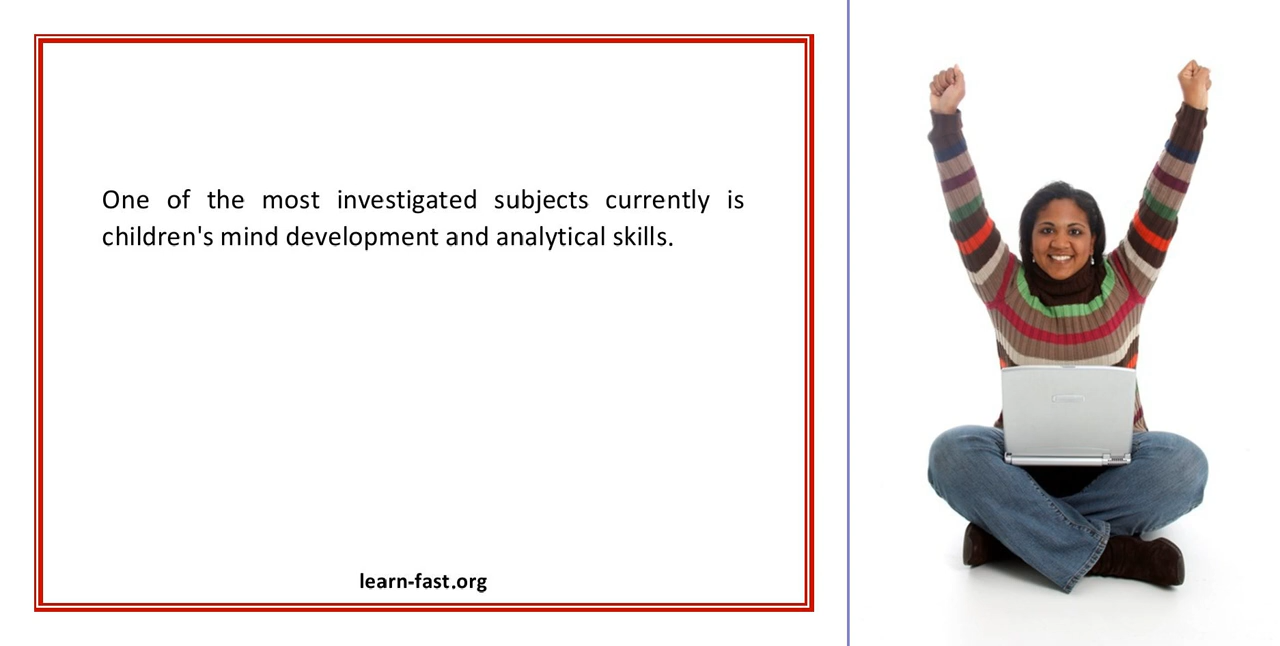 One of the most investigated subjects currently is
children's mind development and analytical skills.
learn-fast.org